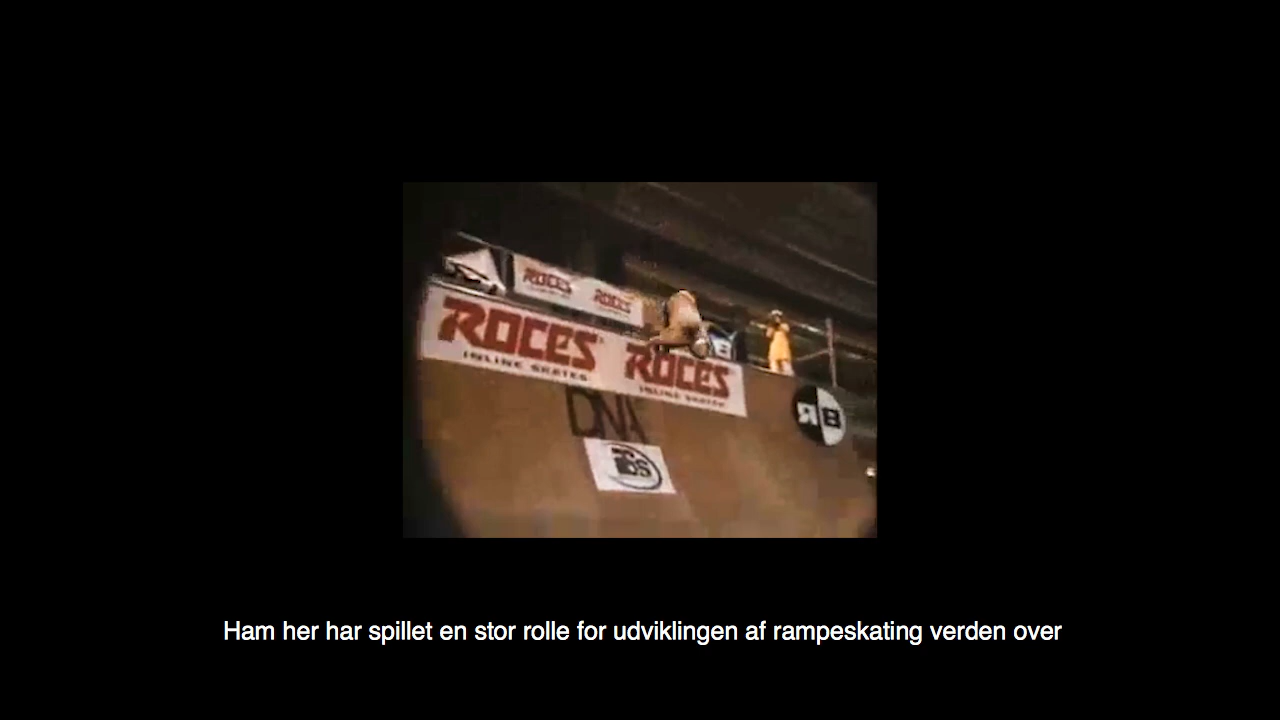 ROCES
ROCES
ROCES
INLINE SKATES
ROCES
INLINE SKATES
B
DNA
RB
Ham her har spillet en stor rolle for udviklingen af rampeskating verden over